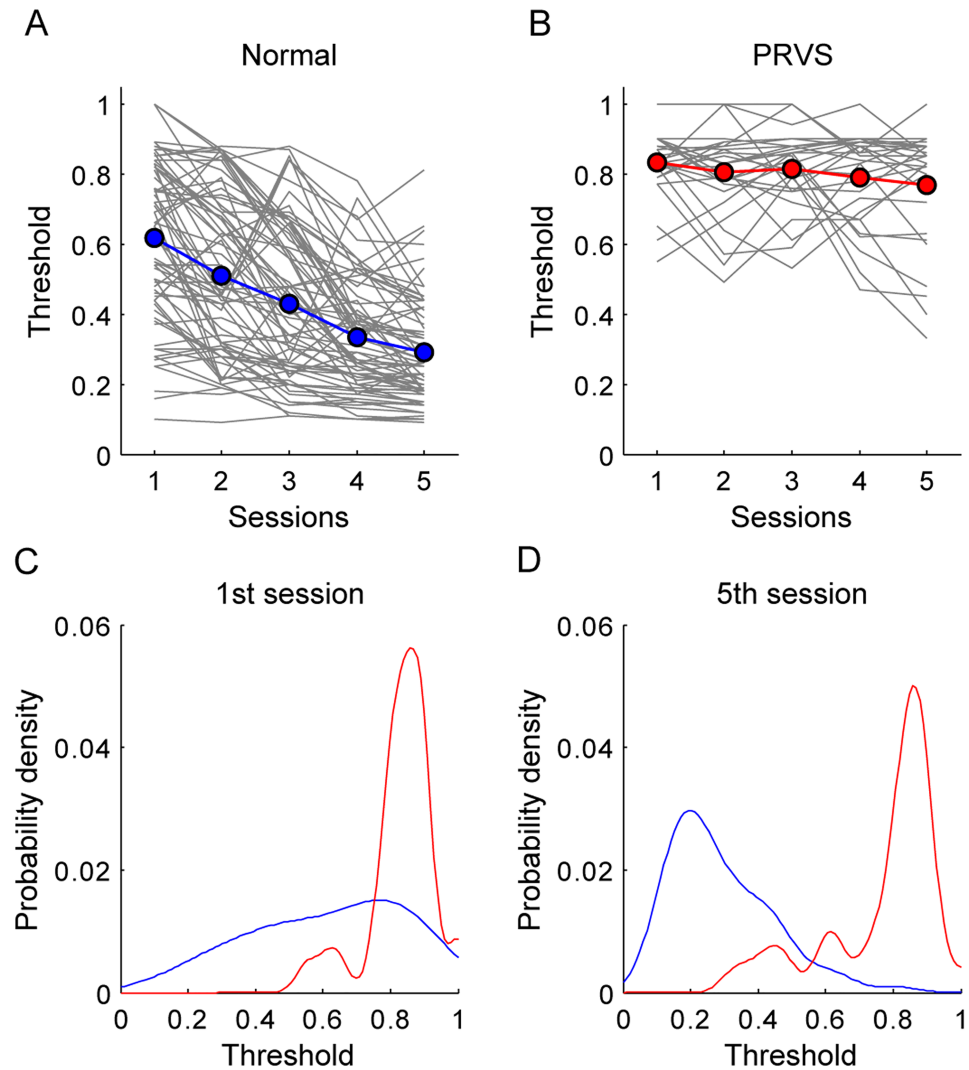 A
Normal
1
0.8
0.6
0.4
0.2
0
Threshold
1 2 3 4 5
Sessions
B
PRVS
1
0.8
0.6
0.4
0.2
0
Threshold
1 2 3 4 5
Sessions
C
1st session
0.06
0.04
0.02
0
Probability density
0 0.2 0.4 0.6 0.8 1
Threshold
D
5th session
0.06
0.04
0.02
0
Probability density
0 0.2 0.4 0.6 0.8 1
Threshold